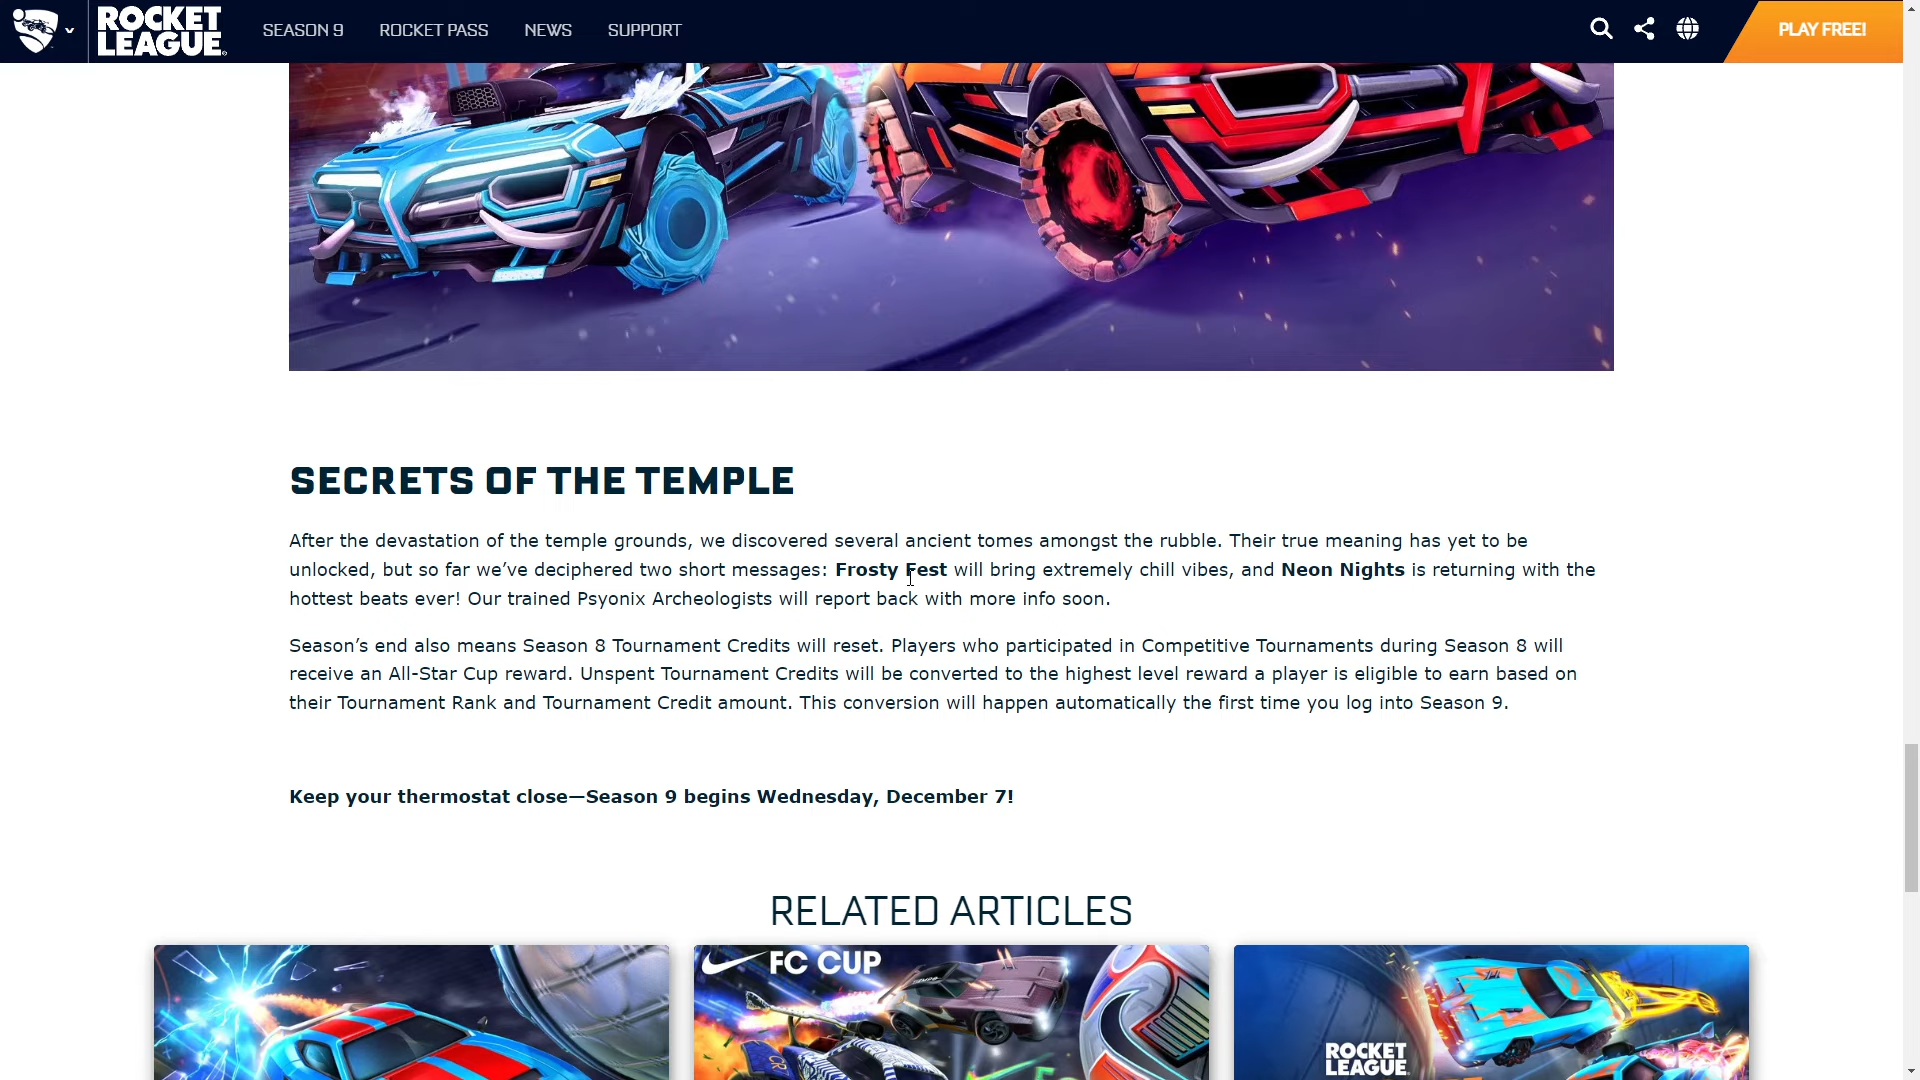 ROCKET
LEAGUE
SEASON 9
ROCKET PASS
NEWS
SUPPORT
PLAY FREE!
SECRETS OF THE TEMPLE
After the devastation of the temple grounds, we discovered several ancient tomes amongst the rubble. Their true meaning has yet to be
unlocked, but so far we’ve deciphered two short messages: Frosty Fest will bring extremely chill vibes, and Neon Nights is returning with the
hottest beats ever! Our trained Psyonix Archeologists will report back with more info soon.
Season’s end also means Season 8 Tournament Credits will reset. Players who participated in Competitive Tournaments during Season 8 will
receive an All-Star Cup reward. Unspent Tournament Credits will be converted to the highest level reward a player is eligible to earn based on
their Tournament Rank and Tournament Credit amount. This conversion will happen automatically the first time you log into Season 9.
Keep your thermostat close—Season 9 begins Wednesday, December 7!
RELATED ARTICLES
FC CUP
ROCKET
LEAGUE